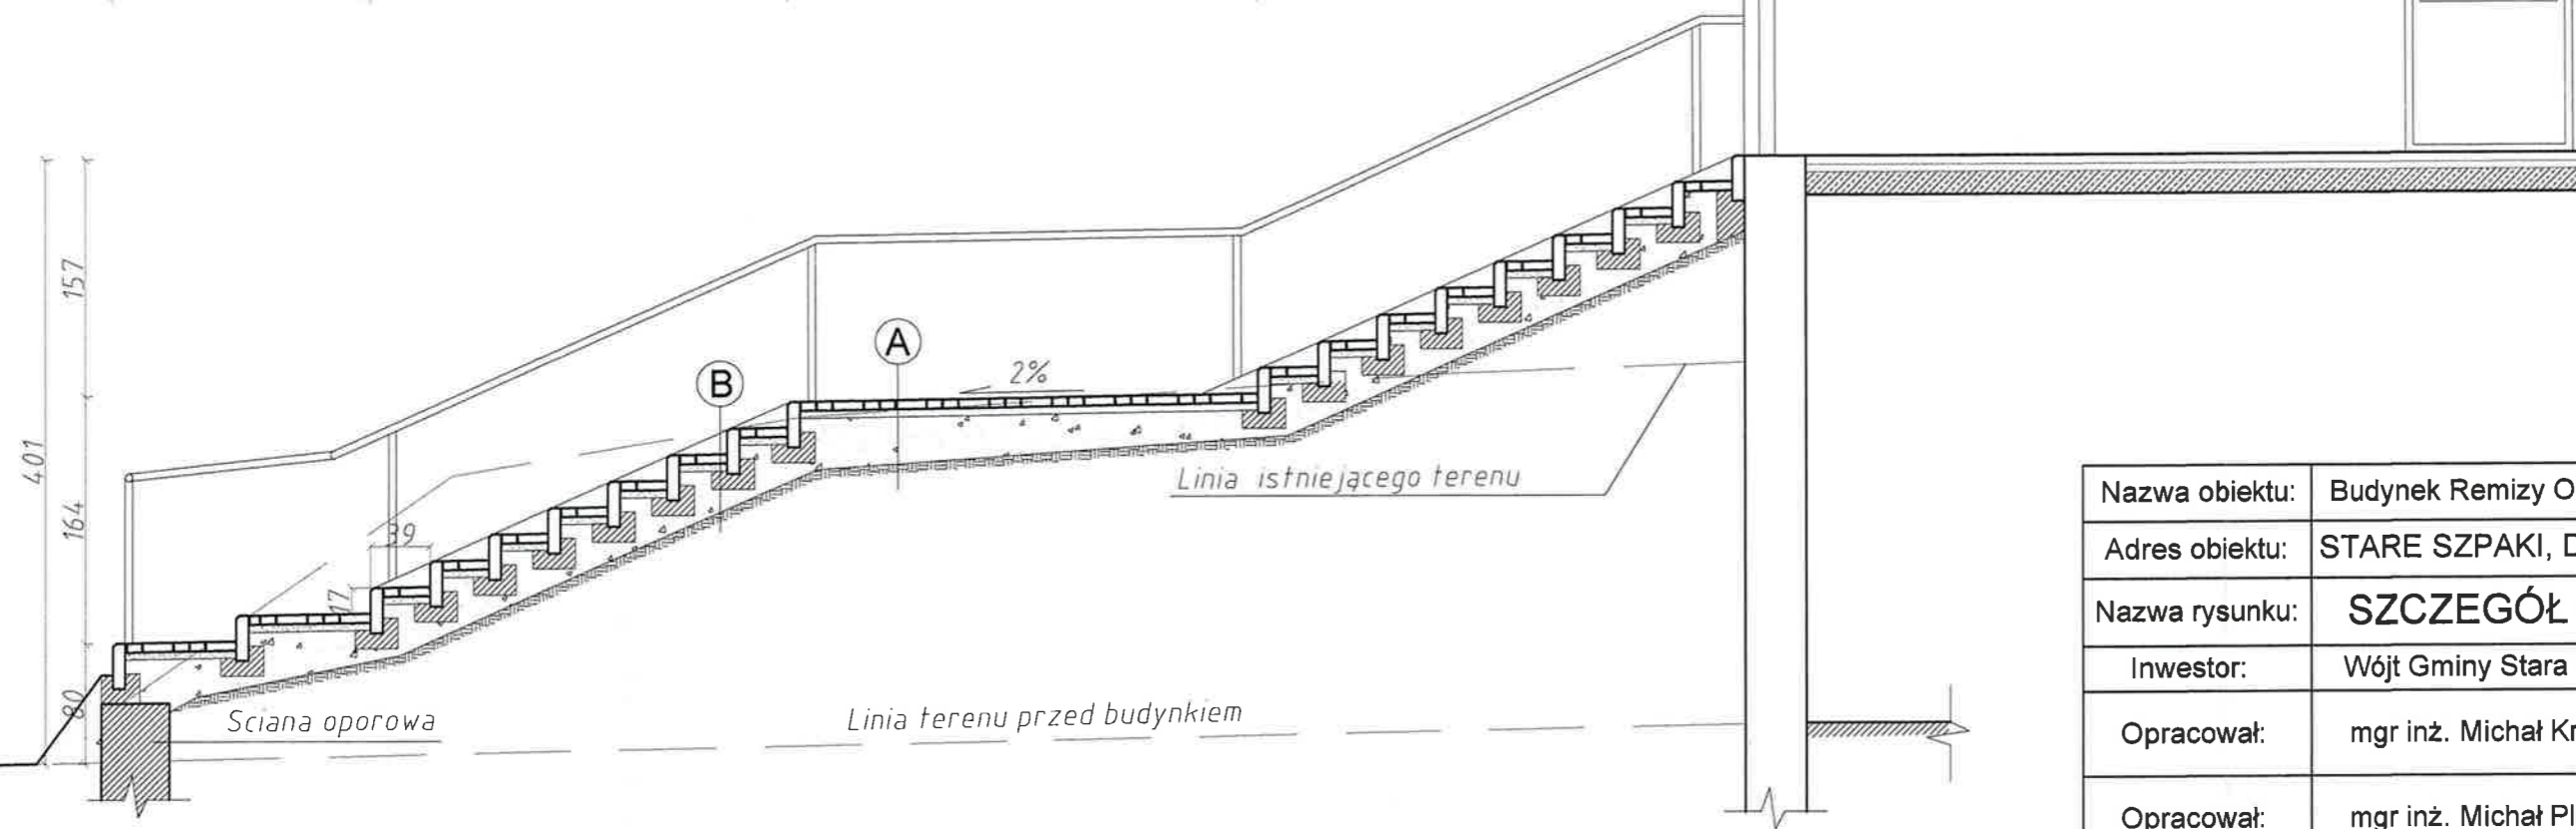 157
401
164
80
A
B
2%
39
17
Linia istniejącego terenu
Sciana oporowa
Linia terenu przed budynkiem
Nazwa obiektu: Budynek Remizy O
Adres obiektu: STARE SZPAKI, D
Nazwa rysunku: SZCZEGÓŁ
Inwestor: Wójt Gminy Stara
Opracował: mgr inż. Michał Kr
Opracował: mgr inż. Michał Pl